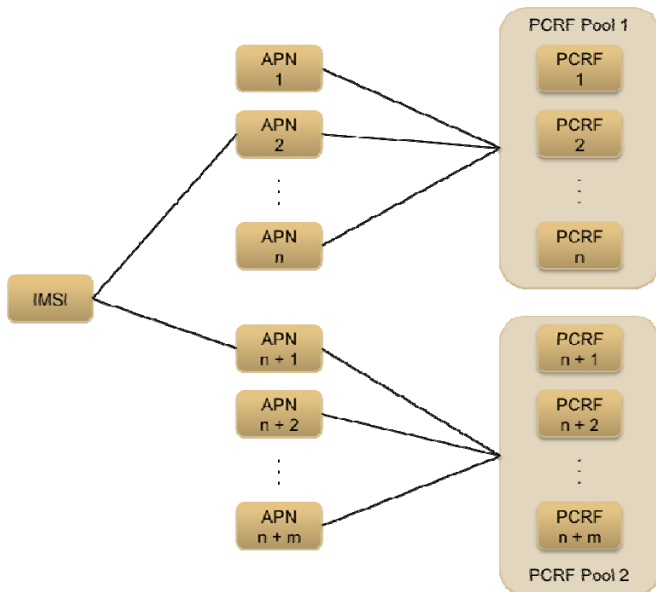 PCRF Pool 1
APN
1
PCRF
1
APN
2
PCRF
2
APN
n
PCRF
n
IMSI
APN
n + 1
PCRF
n + 1
APN
n + 2
PCRF
n + 2
APN
n + m
PCRF
n + m
PCRF Pool 2